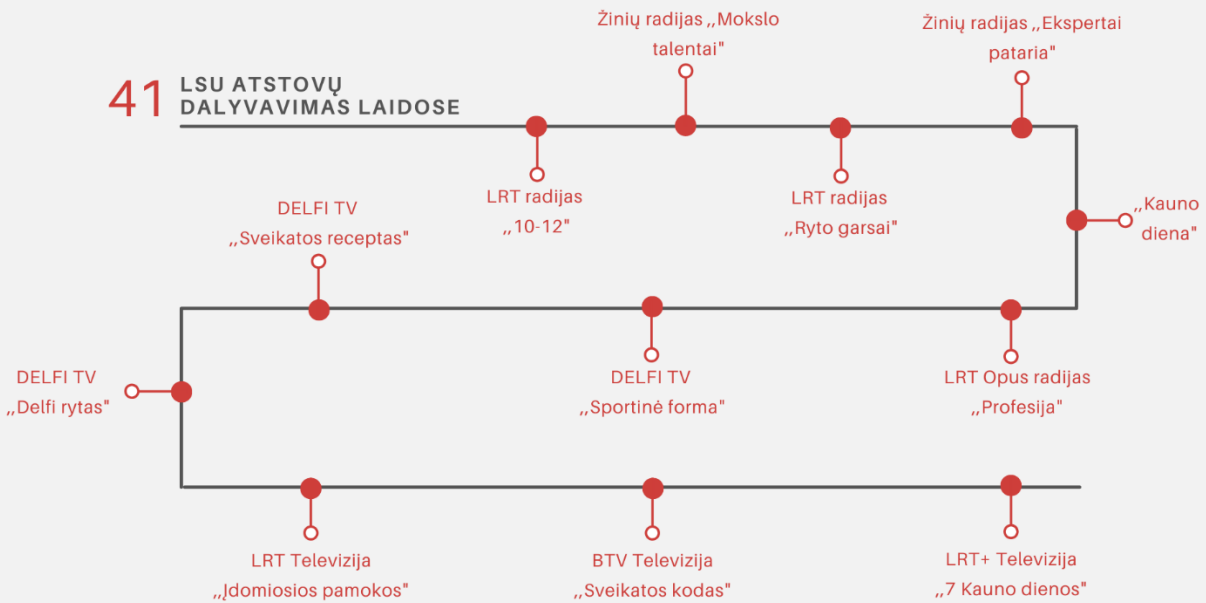 41
LSU ATSTOVŲ
DALYVAVIMAS LAIDOSE
LRT radijas
,,10-12"
Žinių radijas ,,Mokslo
talentai"
LRT radijas
,,Ryto garsai"
Žinių radijas ,,Ekspertai
pataria"
,,Kauno
diena"
LRT Opus radijas
,,Profesija"
DELFI TV
,,Sportinė forma"
DELFI TV
,,Sveikatos receptas"
DELFI TV
,,Delfi rytas"
LRT Televizija
,,Įdomiosios pamokos"
BTV Televizija
,,Sveikatos kodas"
LRT+ Televizija
,,7 Kauno dienos"